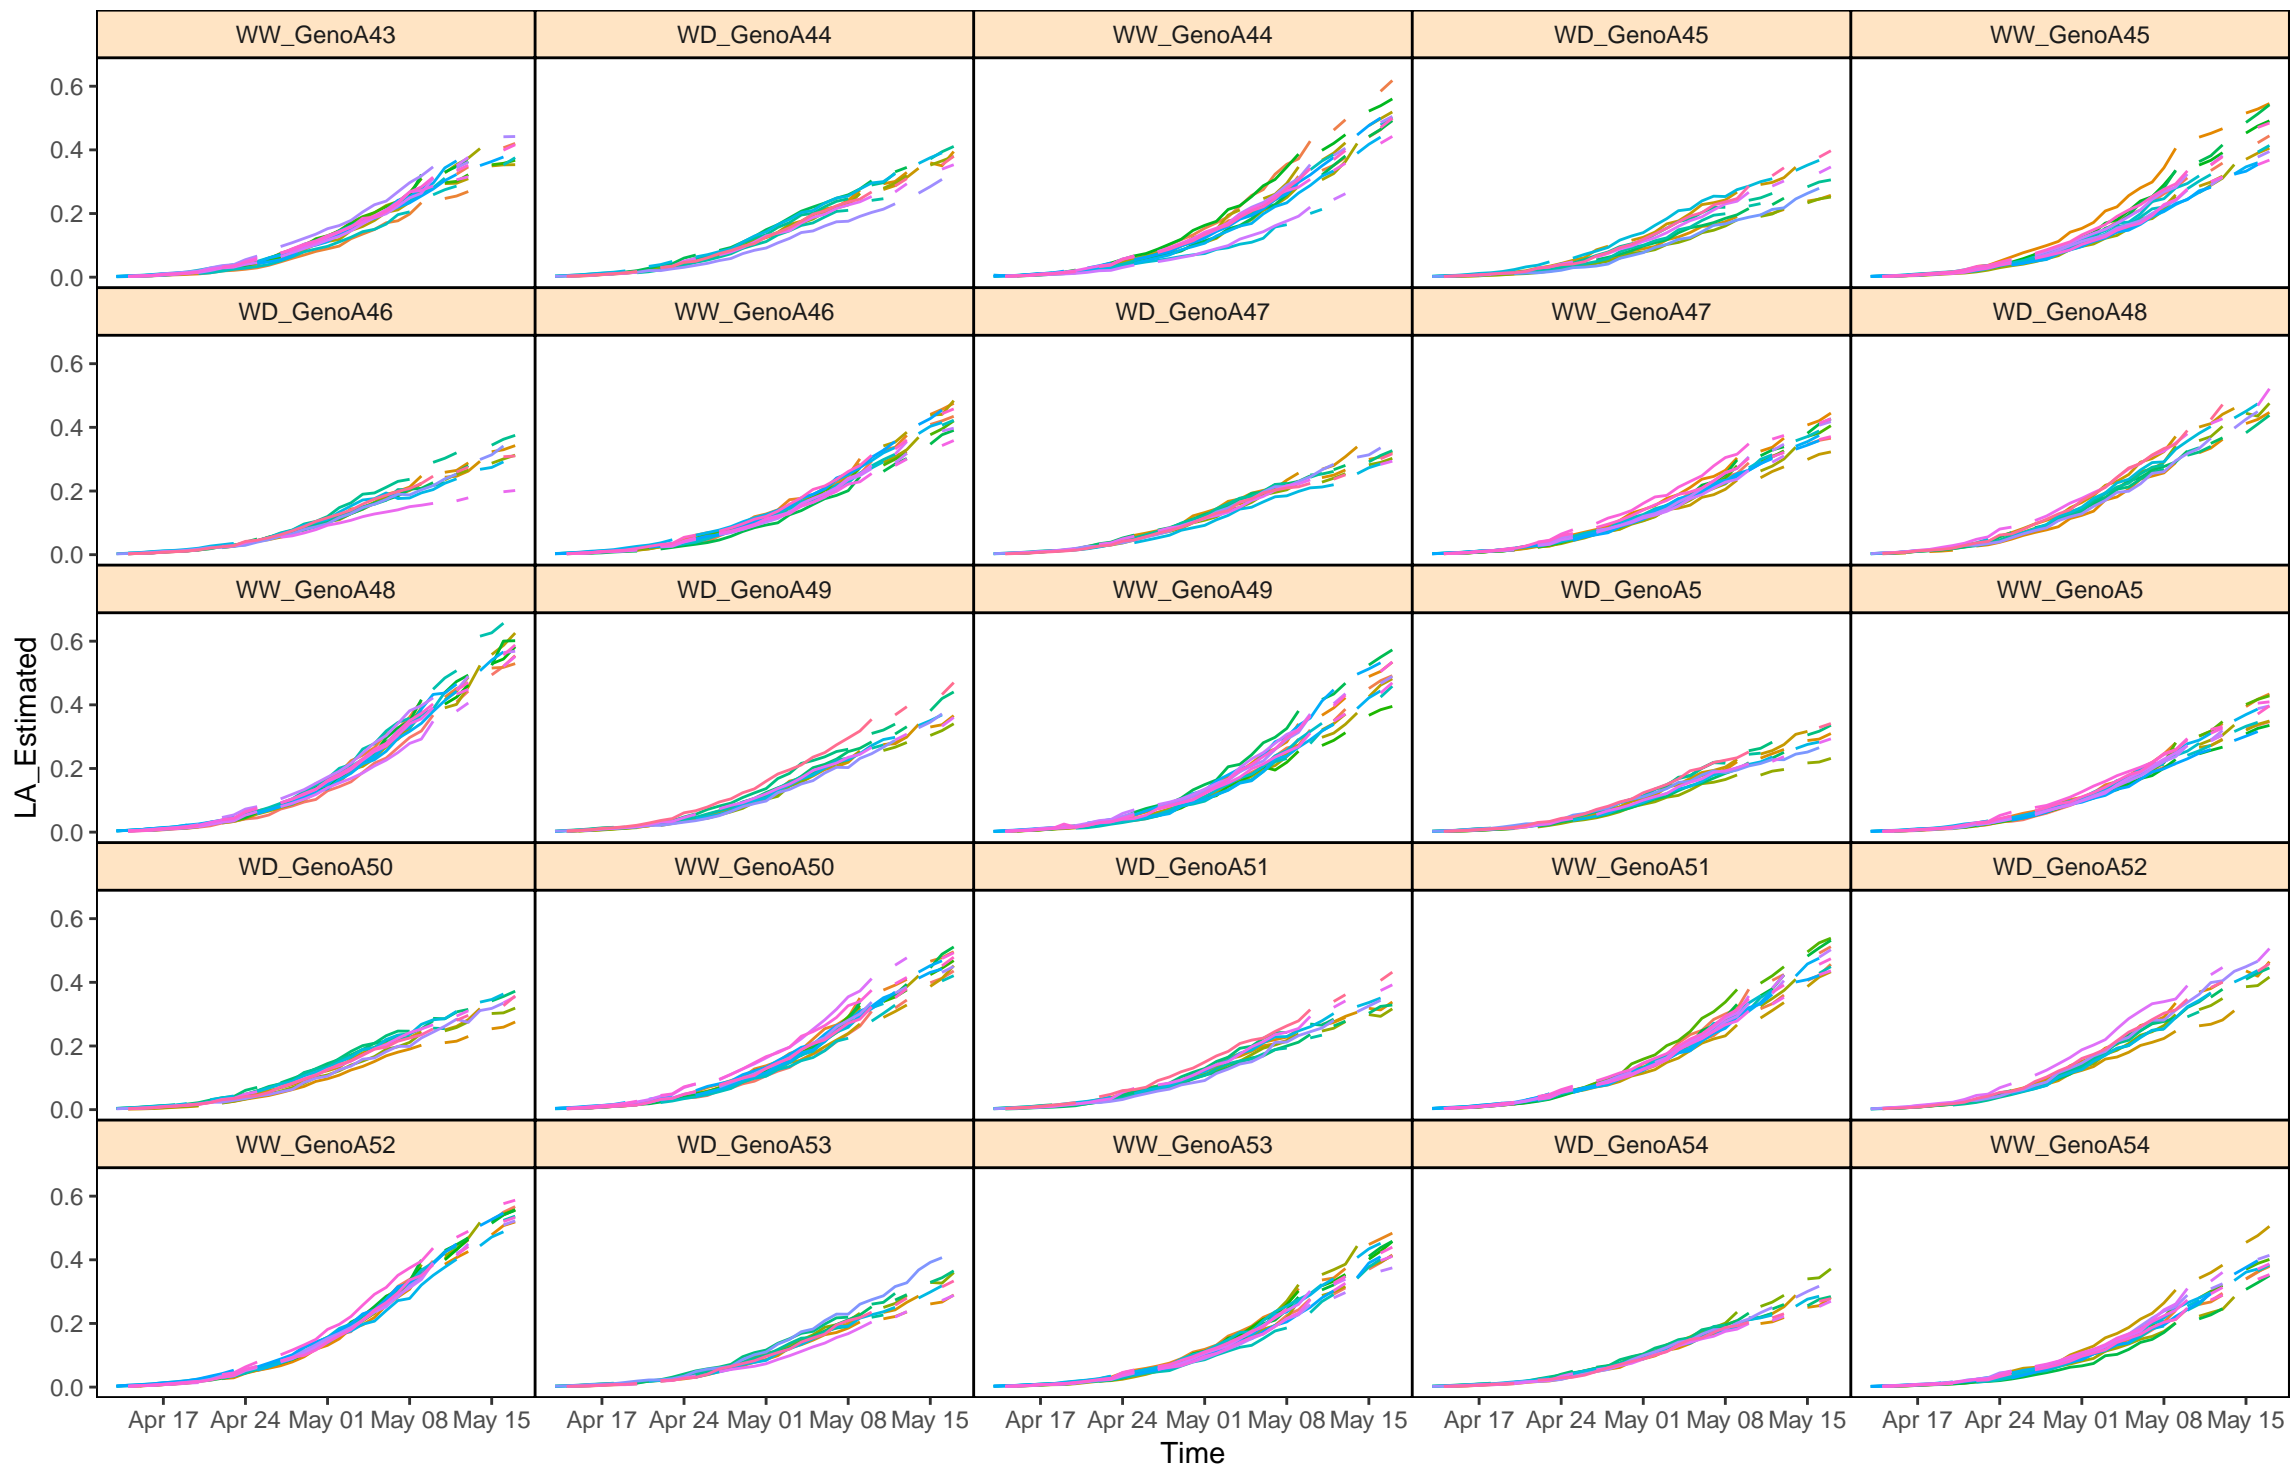 WW_GenoA43 WD_GenoA44 WW_GenoA44 WD_GenoA45 WW_GenoA45
0.6
0.4
0.2
0.0
WD_GenoA46 WW_GenoA46 WD_GenoA47 WW_GenoA47 WD_GenoA48
0.6
0.4
0.2
0.0
WW_GenoA48 WD_GenoA49 WW_GenoA49 WD_GenoA5 WW_GenoA5
0.6
0.4
0.2
0.0
LA_Estimated
WD_GenoA50 WW_GenoA50 WD_GenoA51 WW_GenoA51 WD_GenoA52
0.6
0.4
0.2
0.0
WW_GenoA52 WD_GenoA53 WW_GenoA53 WD_GenoA54 WW_GenoA54
0.6
0.4
0.2
0.0
Apr 17 Apr 24 May 01 May 08 May 15 Apr 17 Apr 24 May 01 May 08 May 15 Apr 17 Apr 24 May 01 May 08 May 15 Apr 17 Apr 24 May 01 May 08 May 15 Apr 17 Apr 24 May 01 May 08 May 15
Time